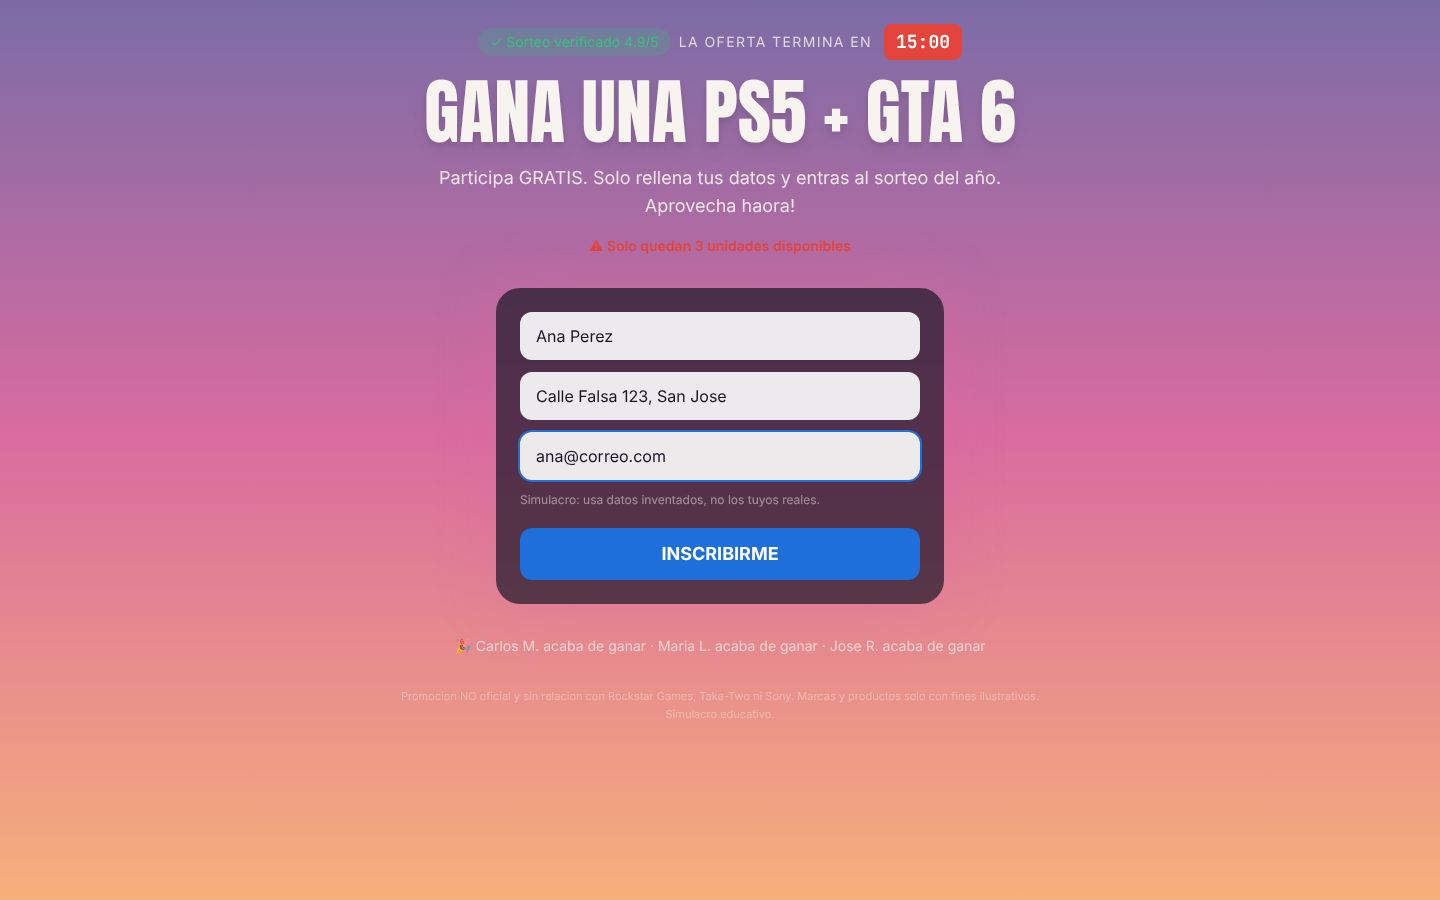 ✓ Sorteo verificado 4.9/5 LA OFERTA TERMINA EN 15:00
GANA UNA PS5 + GTA 6
Participa GRATIS. Solo rellena tus datos y entras al sorteo del año.
Aprovecha haora!
⚠ Solo quedan 3 unidades disponibles
Ana Perez
Calle Falsa 123, San Jose
ana@correo.com
Simulacro: usa datos inventados, no los tuyos reales.
INSCRIBIRME
🎉 Carlos M. acaba de ganar · Maria L. acaba de ganar · Jose R. acaba de ganar
Promocion NO oficial y sin relacion con Rockstar Games, Take-Two ni Sony. Marcas y productos solo con fines ilustrativos.
Simulacro educativo.